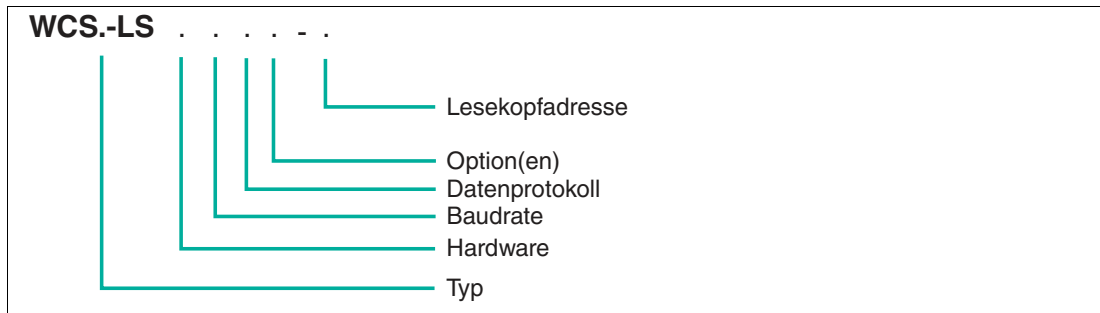 WCS.-LS . . . . - .
Lesekopfadresse
Option(en)
Datenprotokoll
Baudrate
Hardware
Typ